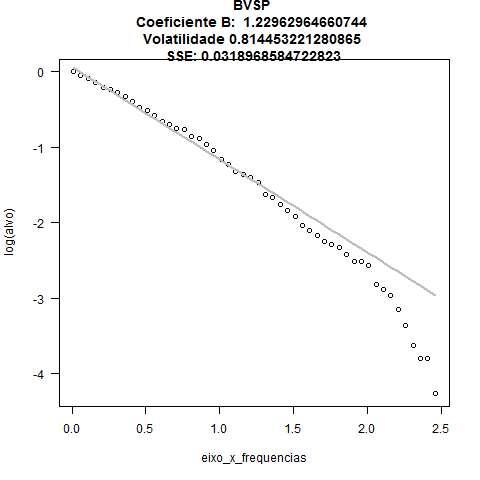 BVSP
Coeficiente B: 1.22962964660744
Volatilidade 0.814453221280865
SSE: 0.0318968584722823
0
-1
-2
-3
-4
log(alvo)
0.0 0.5 1.0 1.5 2.0 2.5
eixo_x_frequencias